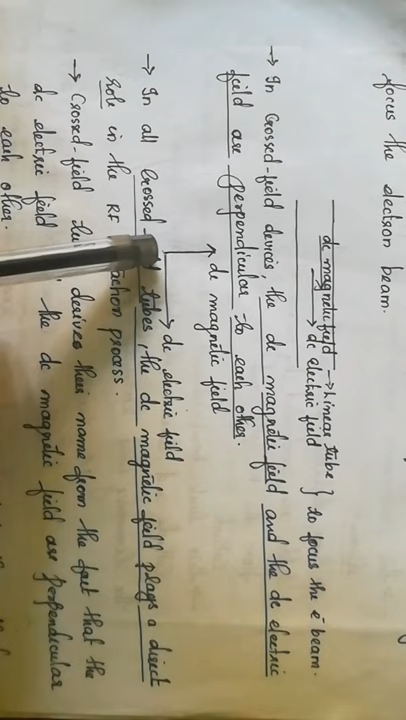 focus the electron beam.
dc magnetic field → Linear tube } to focus the e⁻ beam.
→ dc electric field
→ In Crossed-field devices, the dc magnetic field and the dc electric
field are perpendicular to each other.
↑ dc magnetic field
→ dc electric field
→ In all Crossed- tubes, the dc magnetic field plays a direct
role in the RF process.
→ Crossed-field derives their name from the fact that the
dc electric field the dc magnetic field are perpendicular
to each other.